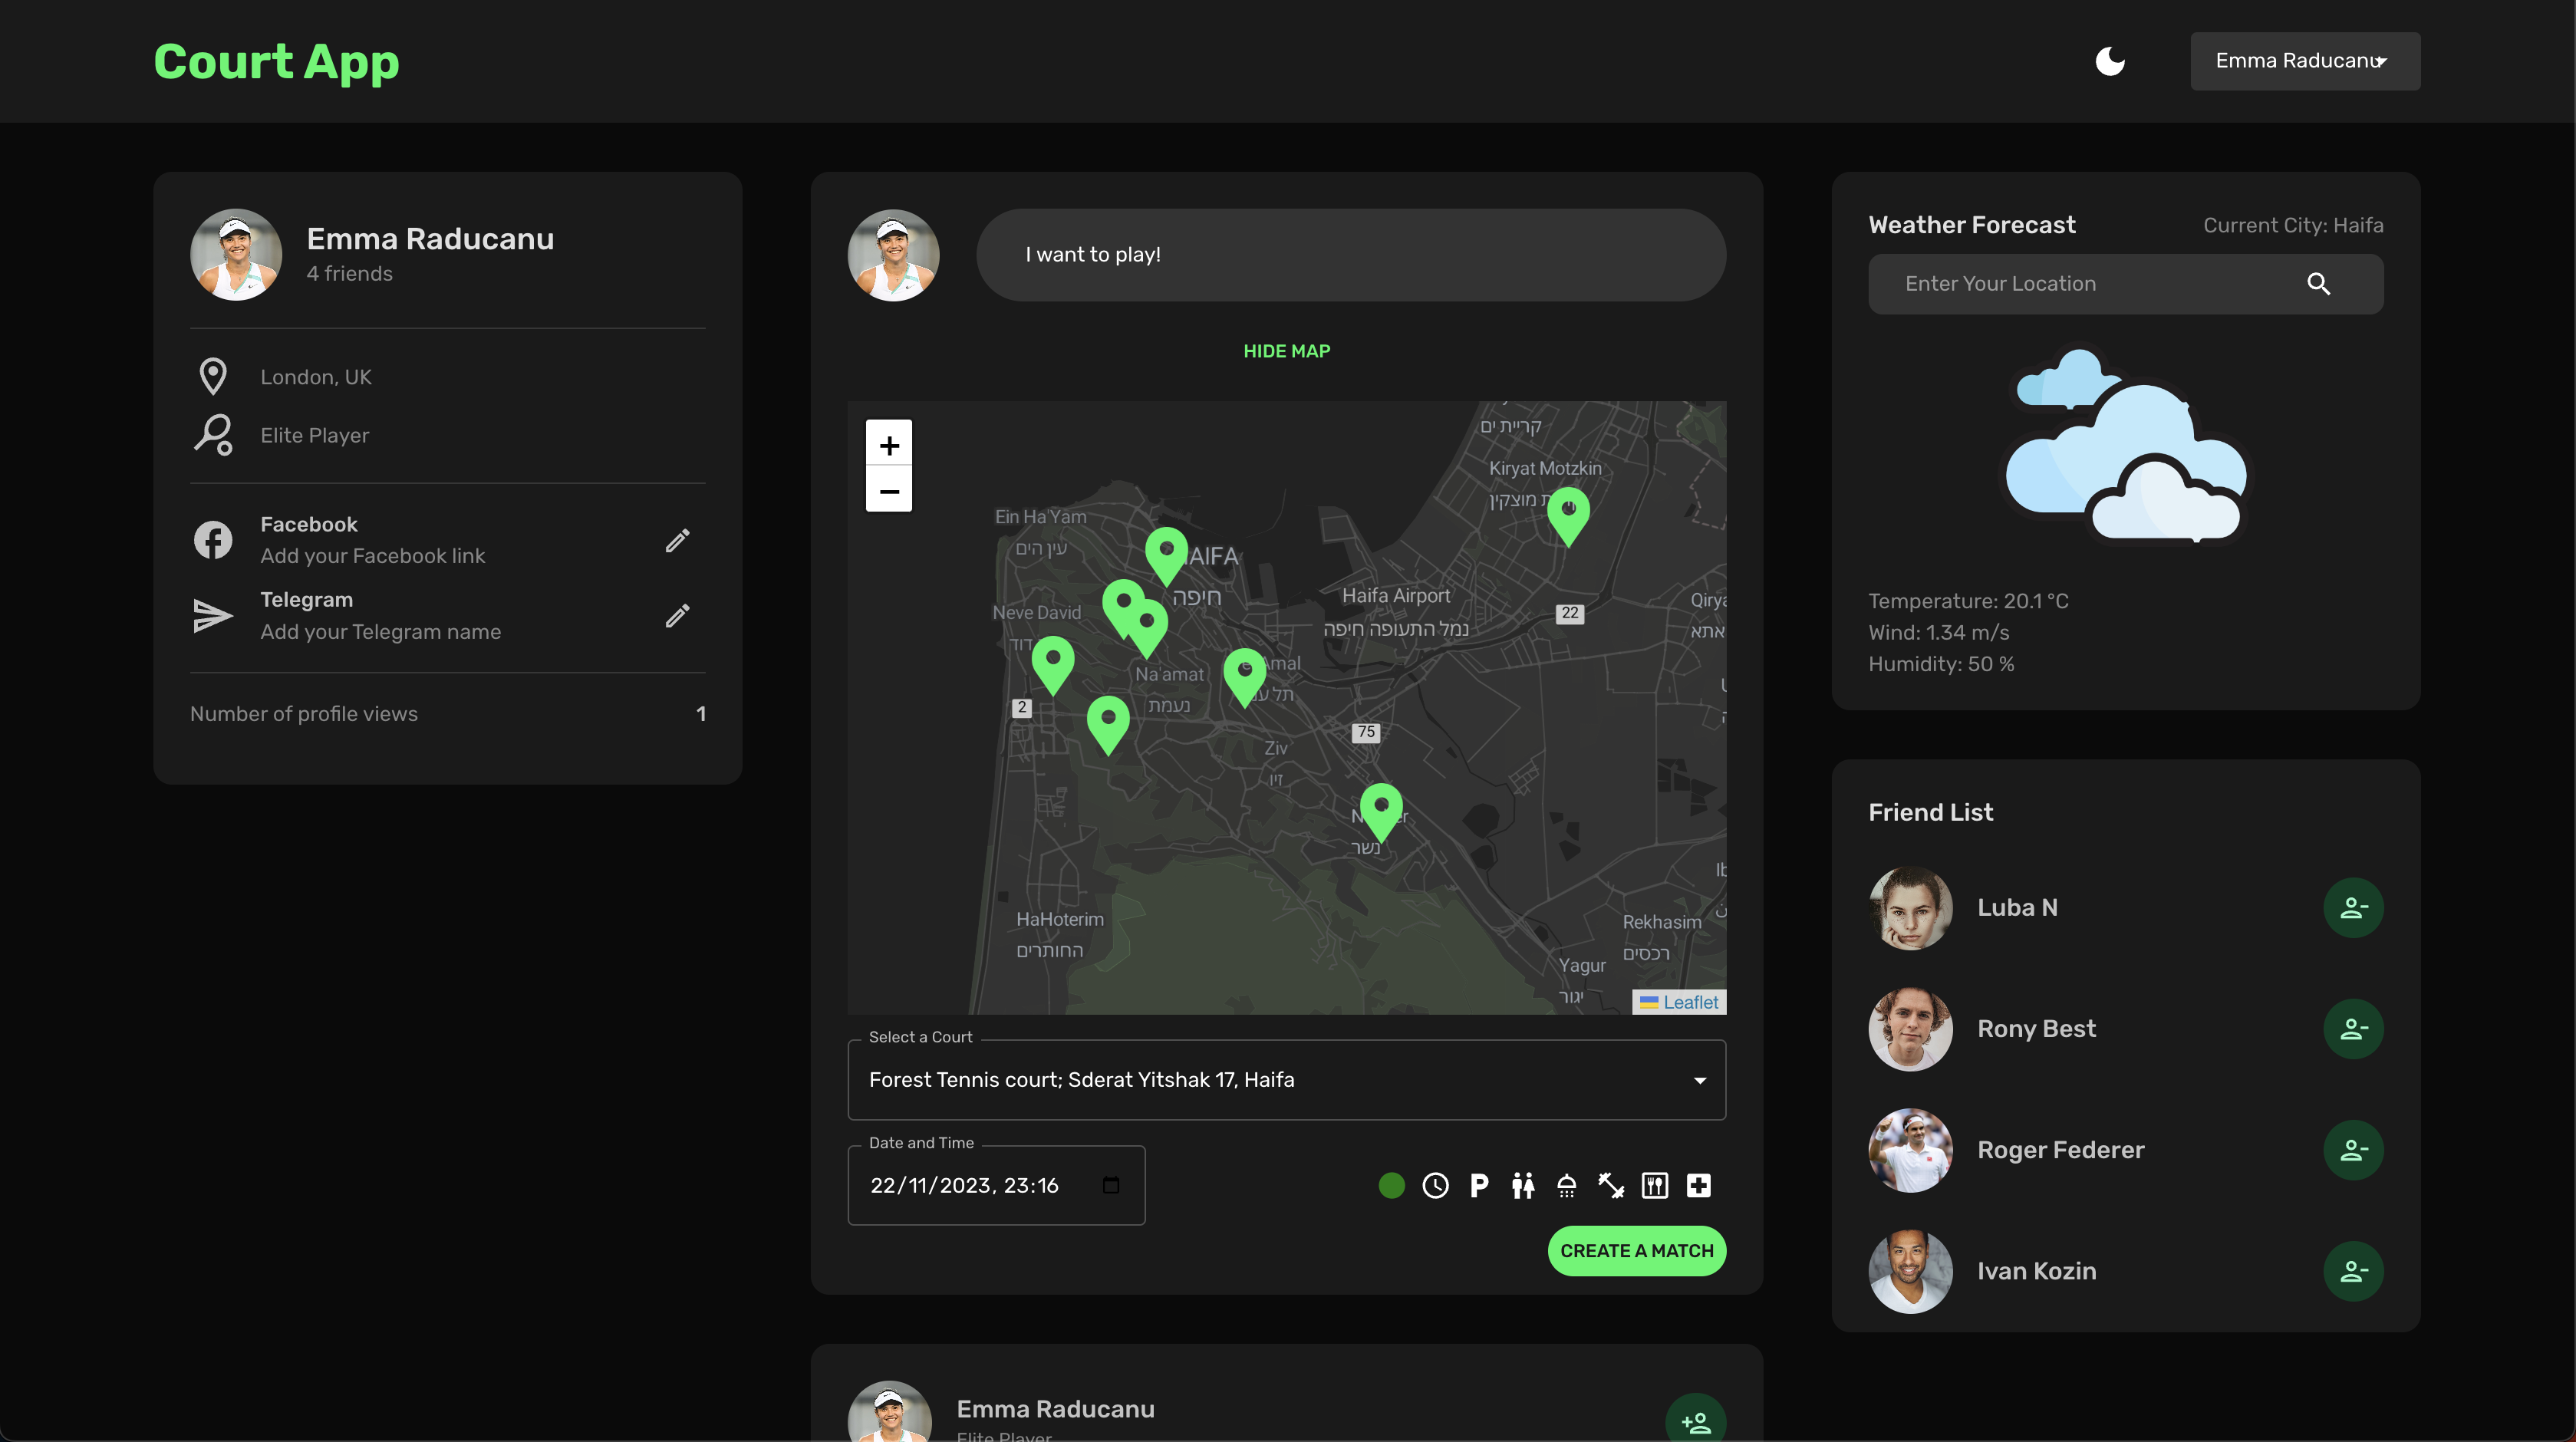 Court App
Emma Raducanu
Emma Raducanu
4 friends
London, UK
Elite Player
Facebook
Add your Facebook link
Telegram
Add your Telegram name
Number of profile views 1
I want to play!
HIDE MAP
+
−
קריית ים
Kiryat Motzkin
מוצקין
Ein Ha'Yam
עין הים
AIFA
חיפה
Haifa Airport
נמל התעופה חיפה
22
Neve David
דוד
Na'amat
נעמת
Amal
תל
2
75
Ziv
זיו
נשר
HaHoterim
החותרים
Rekhasim
רכסים
Yagur
יגור
Leaflet
Select a Court
Forest Tennis court; Sderat Yitshak 17, Haifa
Date and Time
22/11/2023, 23:16
P
CREATE A MATCH
Emma Raducanu
Elite Player
Weather Forecast
Current City: Haifa
Enter Your Location
Temperature: 20.1 °C
Wind: 1.34 m/s
Humidity: 50 %
Friend List
Luba N
Rony Best
Roger Federer
Ivan Kozin